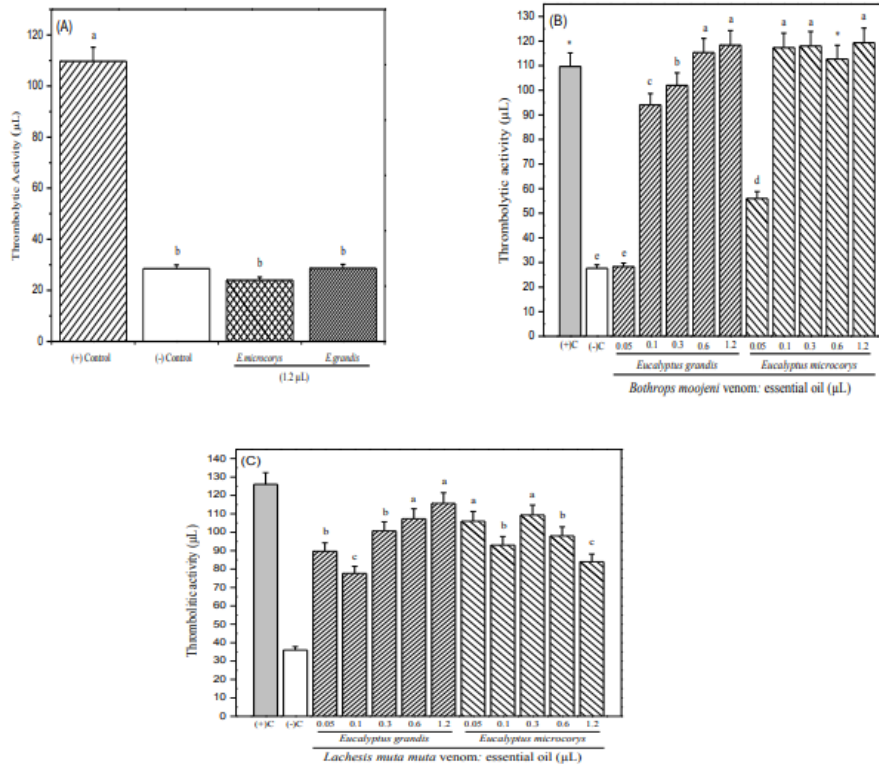 (A)
Thrombolytic Activity (µL)
120
100
80
60
40
20
0
a
b
b
b
(+) Control
(-) Control
E.microcorys
E.grandis
(1.2 µL)
(B)
Thrombolytic activity (µL)
130
120
110
100
90
80
70
60
50
40
30
20
10
0
*
e
e
c
b
a
a
d
a
a
*
a
(+)C
(-)C
0.05
0.1
0.3
0.6
1.2
0.05
0.1
0.3
0.6
1.2
Eucalyptus grandis
Eucalyptus microcorys
Bothrops moojeni venom: essential oil (µL)
(C)
Thrombolitic activity (µL)
140
130
120
110
100
90
80
70
60
50
40
30
20
10
0
b
c
b
a
a
a
b
a
b
c
(+)C
(-)C
0.05
0.1
0.3
0.6
1.2
0.05
0.1
0.3
0.6
1.2
Eucalyptus grandis
Eucalyptus microcorys
Lachesis muta muta venom: essential oil (µL)